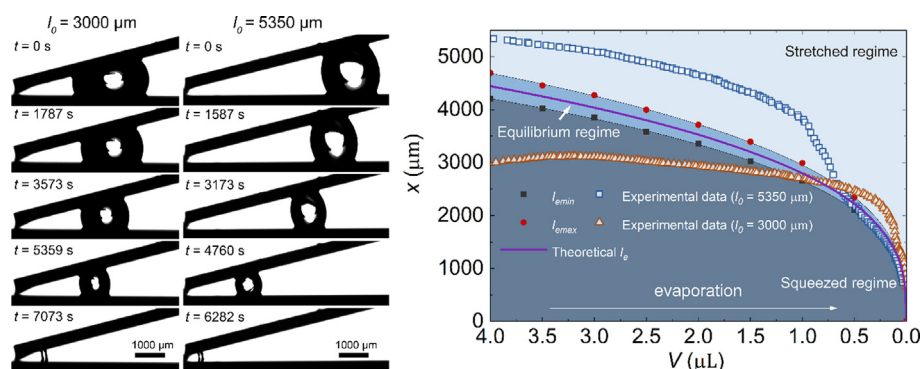 l₀ = 3000 μm
t = 0 s
1787 s
3573 s
t = 5359 s
t = 7073 s
1000 μm
l₀ = 5350 μm
t = 0 s
t = 1587 s
t = 3173 s
t = 4760 s
t = 6282 s
1000 μm
x (μm)
5000
4000
3000
2000
1000
0
Stretched regime
Equilibrium regime
lemin
Experimental data (l₀ = 5350 μm)
lemax
Experimental data (l₀ = 3000 μm)
Theoretical le
Squeezed regime
evaporation
4.0 3.5 3.0 2.5 2.0 1.5 1.0 0.5 0.0
V (μL)